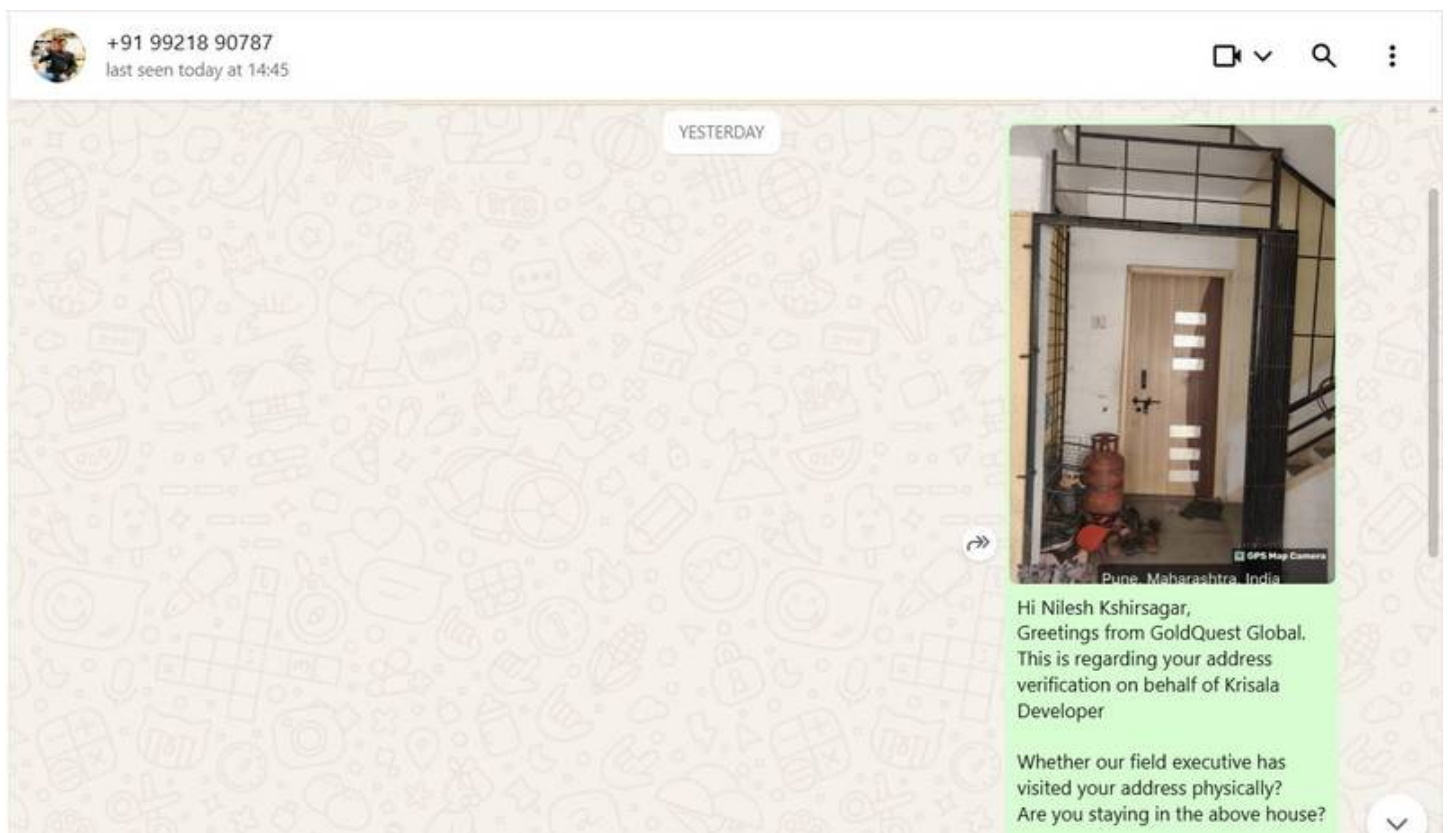 +91 99218 90787
last seen today at 14:45
YESTERDAY
GPS Map Camera
Pune, Maharashtra, India
Hi Nilesh Kshirsagar,
Greetings from GoldQuest Global.
This is regarding your address
verification on behalf of Krisala
Developer
Whether our field executive has
visited your address physically?
Are you staying in the above house?